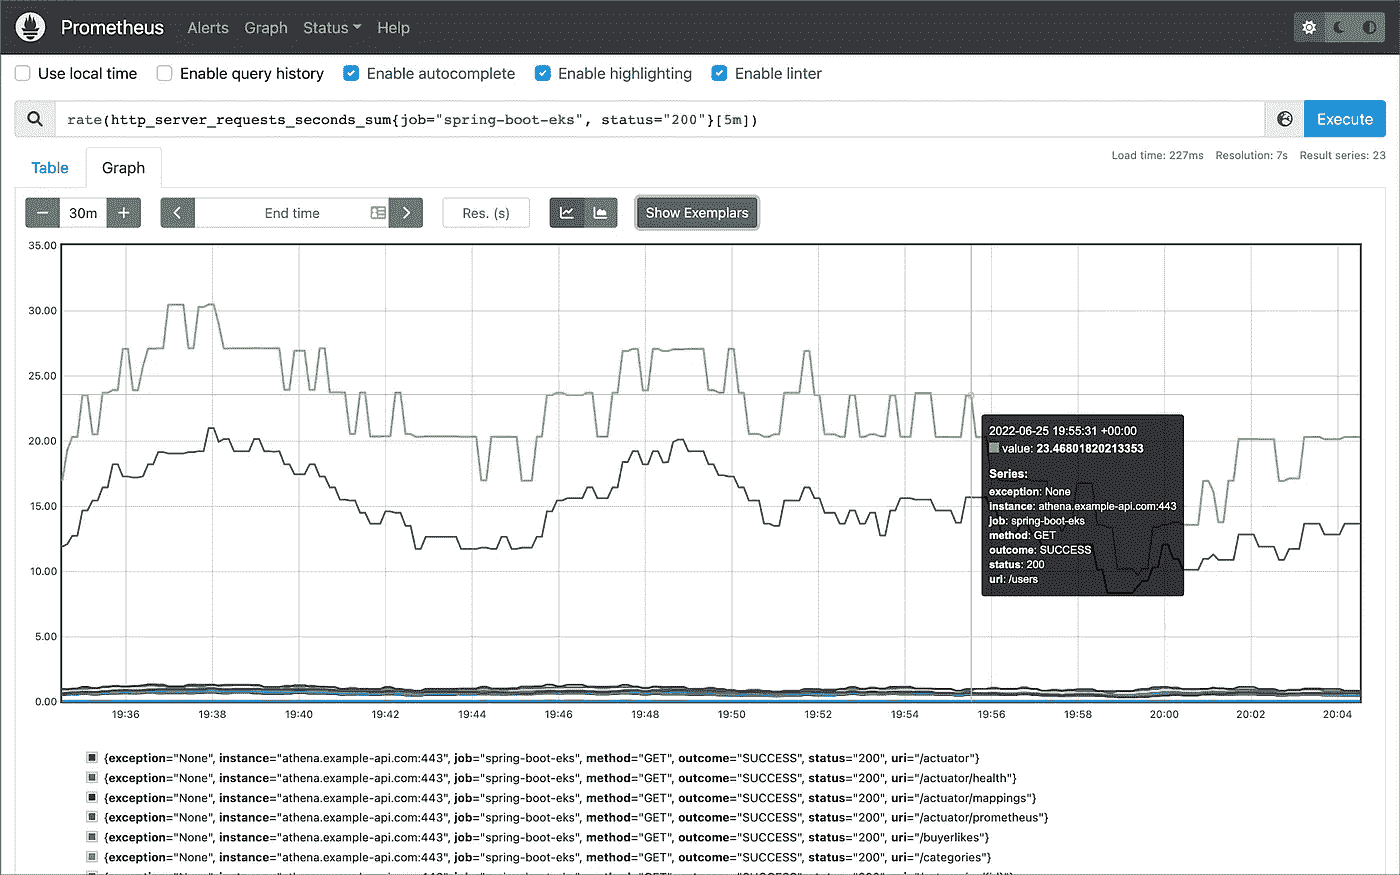 Prometheus Alerts Graph Status Help
Use local time Enable query history Enable autocomplete Enable highlighting Enable linter
rate(http_server_requests_seconds_sum{job="spring-boot-eks", status="200"}[5m])
Execute
Load time: 227ms Resolution: 7s Result series: 23
Table Graph
− 30m + End time Res. (s) Show Exemplars
35.00
30.00
25.00
20.00
15.00
10.00
5.00
0.00
2022-06-25 19:55:31 +00:00
value: 23.46801820213353
Series:
exception: None
instance: athena.example-api.com:443
job: spring-boot-eks
method: GET
outcome: SUCCESS
status: 200
uri: /users
19:36 19:38 19:40 19:42 19:44 19:46 19:48 19:50 19:52 19:54 19:56 19:58 20:00 20:02 20:04
{exception="None", instance="athena.example-api.com:443", job="spring-boot-eks", method="GET", outcome="SUCCESS", status="200", uri="/actuator"}
{exception="None", instance="athena.example-api.com:443", job="spring-boot-eks", method="GET", outcome="SUCCESS", status="200", uri="/actuator/health"}
{exception="None", instance="athena.example-api.com:443", job="spring-boot-eks", method="GET", outcome="SUCCESS", status="200", uri="/actuator/mappings"}
{exception="None", instance="athena.example-api.com:443", job="spring-boot-eks", method="GET", outcome="SUCCESS", status="200", uri="/actuator/prometheus"}
{exception="None", instance="athena.example-api.com:443", job="spring-boot-eks", method="GET", outcome="SUCCESS", status="200", uri="/buyerlikes"}
{exception="None", instance="athena.example-api.com:443", job="spring-boot-eks", method="GET", outcome="SUCCESS", status="200", uri="/categories"}